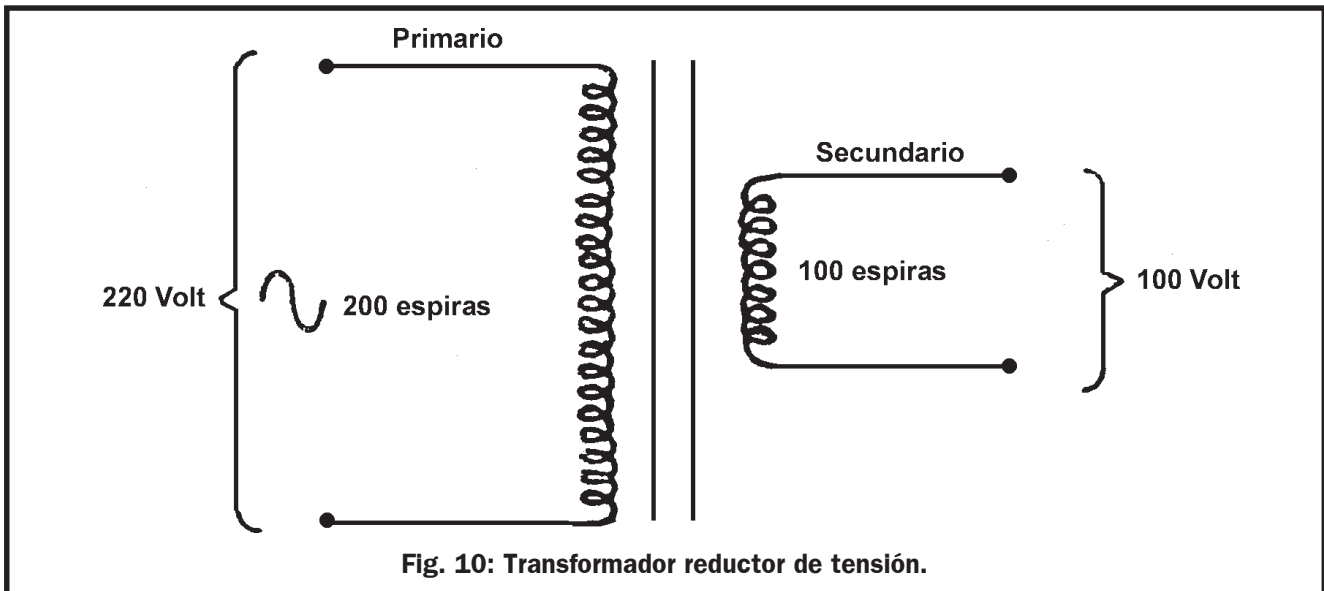 Primario
Secundario
220 Volt
200 espiras
100 espiras
100 Volt
Fig. 10: Transformador reductor de tensión.